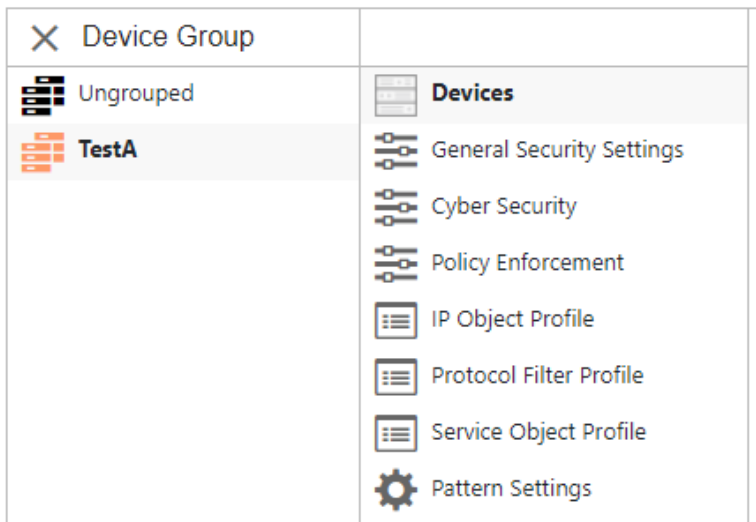 Device Group
Ungrouped
TestA
Devices
General Security Settings
Cyber Security
Policy Enforcement
IP Object Profile
Protocol Filter Profile
Service Object Profile
Pattern Settings